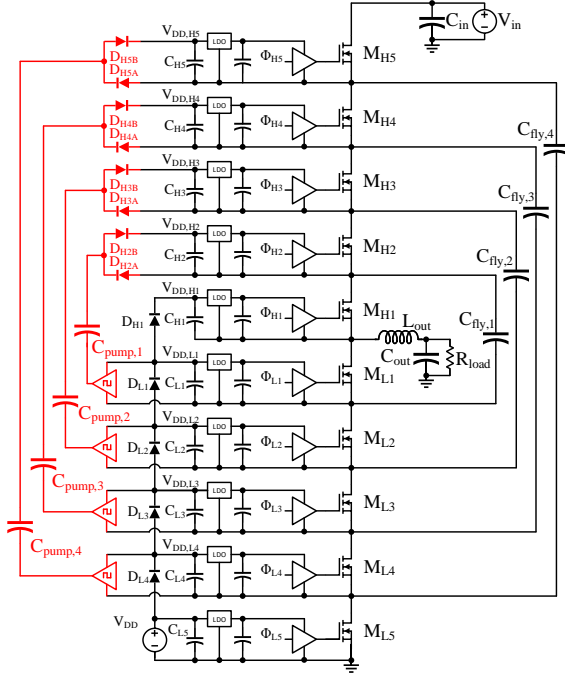 V_DD,H5 LDO C_in V_in
D_H5B C_H5 Φ_H5 M_H5
D_H5A
V_DD,H4 LDO
D_H4B C_H4 Φ_H4 M_H4
D_H4A C_fly,4
V_DD,H3 LDO
D_H3B C_H3 Φ_H3 M_H3
D_H3A C_fly,3
V_DD,H2 LDO
D_H2B C_H2 Φ_H2 M_H2
D_H2A C_fly,2
V_DD,H1 LDO
D_H1 C_H1 Φ_H1 M_H1 L_out C_fly,1
C_pump,1 V_DD,L1 LDO C_out R_load
D_L1 C_L1 Φ_L1 M_L1
C_pump,2 V_DD,L2 LDO
D_L2 C_L2 Φ_L2 M_L2
C_pump,3 V_DD,L3 LDO
D_L3 C_L3 Φ_L3 M_L3
C_pump,4 V_DD,L4 LDO
D_L4 C_L4 Φ_L4 M_L4
V_DD C_L5 LDO Φ_L5 M_L5